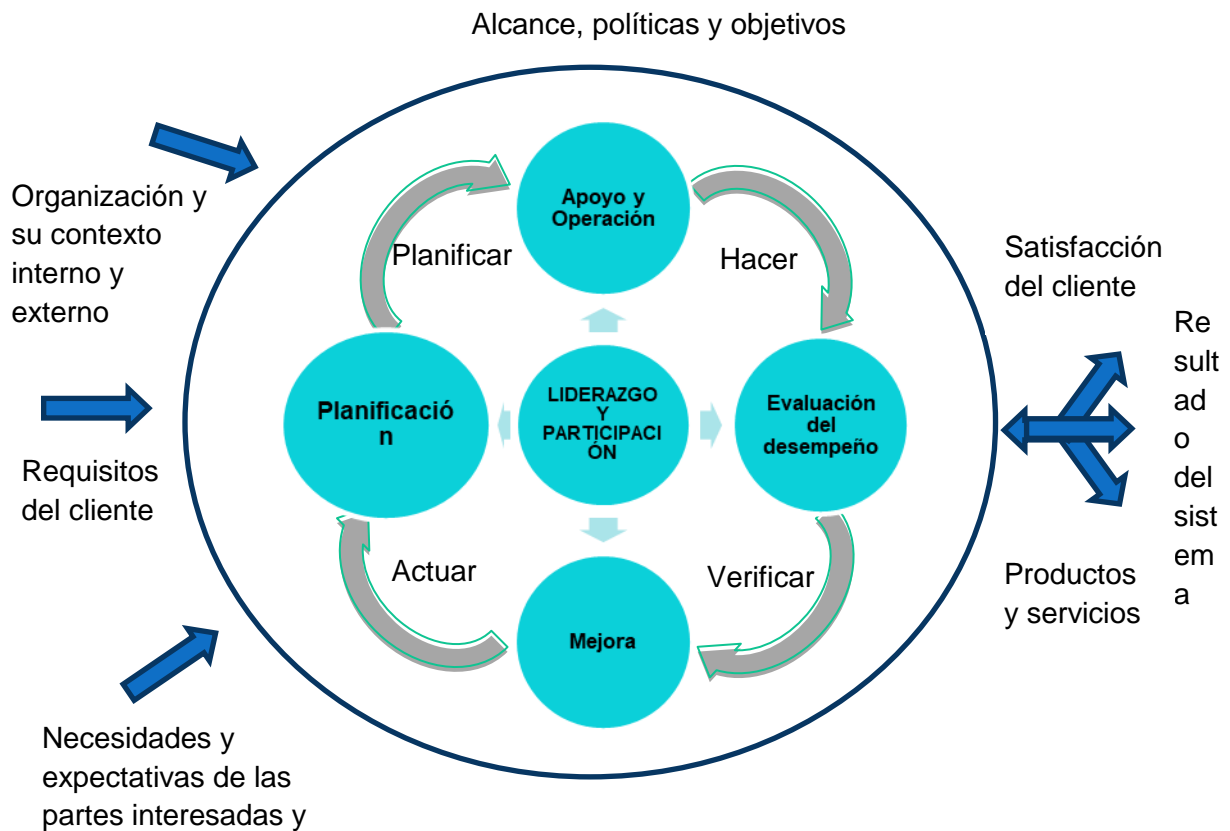 Alcance, políticas y objetivos
Organización y
su contexto
interno y
externo
Requisitos
del cliente
Necesidades y
expectativas de las
partes interesadas y
Apoyo y
Operación
Planificar
Hacer
Planificació
n
LIDERAZGO
Y
PARTICIPACI
ÓN
Evaluación
del
desempeño
Actuar
Verificar
Mejora
Satisfacción
del cliente
Productos
y servicios
Re
sult
ad
o
del
sist
em
a